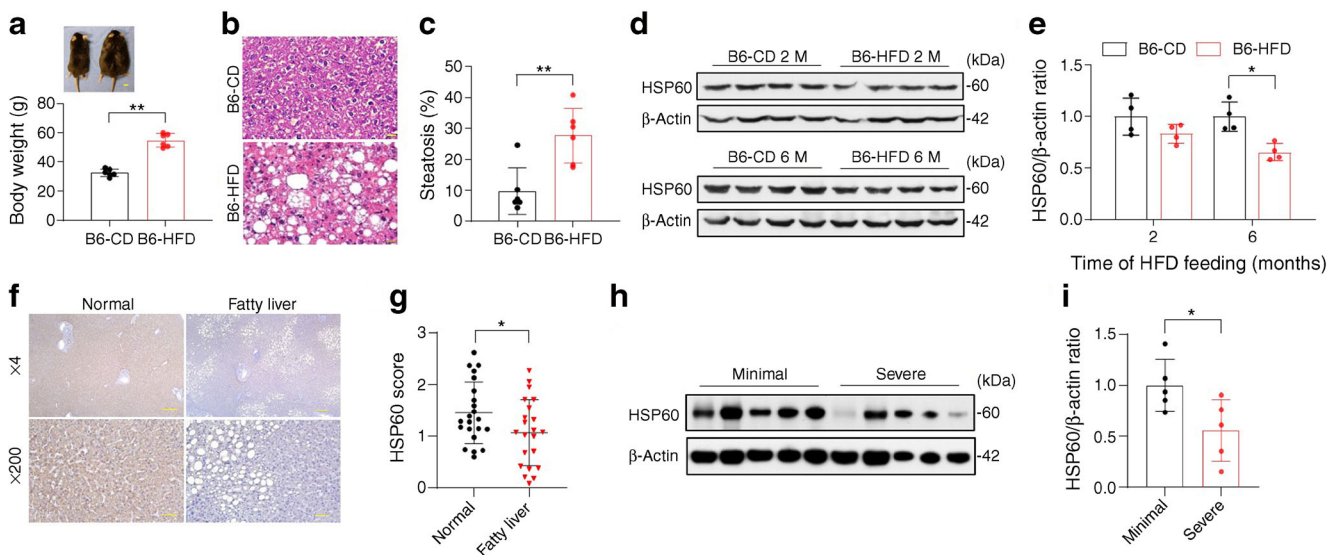 a
Body weight (g)
80
60
40
20
0
**
B6-CD
B6-HFD
b
B6-CD
B6-HFD
c
Steatosis (%)
50
40
30
20
10
0
**
B6-CD
B6-HFD
d
B6-CD 2 M
B6-HFD 2 M
(kDa)
HSP60
-60
β-Actin
-42
B6-CD 6 M
B6-HFD 6 M
(kDa)
HSP60
-60
β-Actin
-42
e
B6-CD
B6-HFD
HSP60/β-actin ratio
1.5
1.0
0.5
0.0
*
2
6
Time of HFD feeding (months)
f
Normal
Fatty liver
×4
×200
g
HSP60 score
3
2
1
0
*
Normal
Fatty liver
h
Minimal
Severe
(kDa)
HSP60
-60
β-Actin
-42
i
HSP60/β-actin ratio
1.5
1.0
0.5
0.0
*
Minimal
Severe